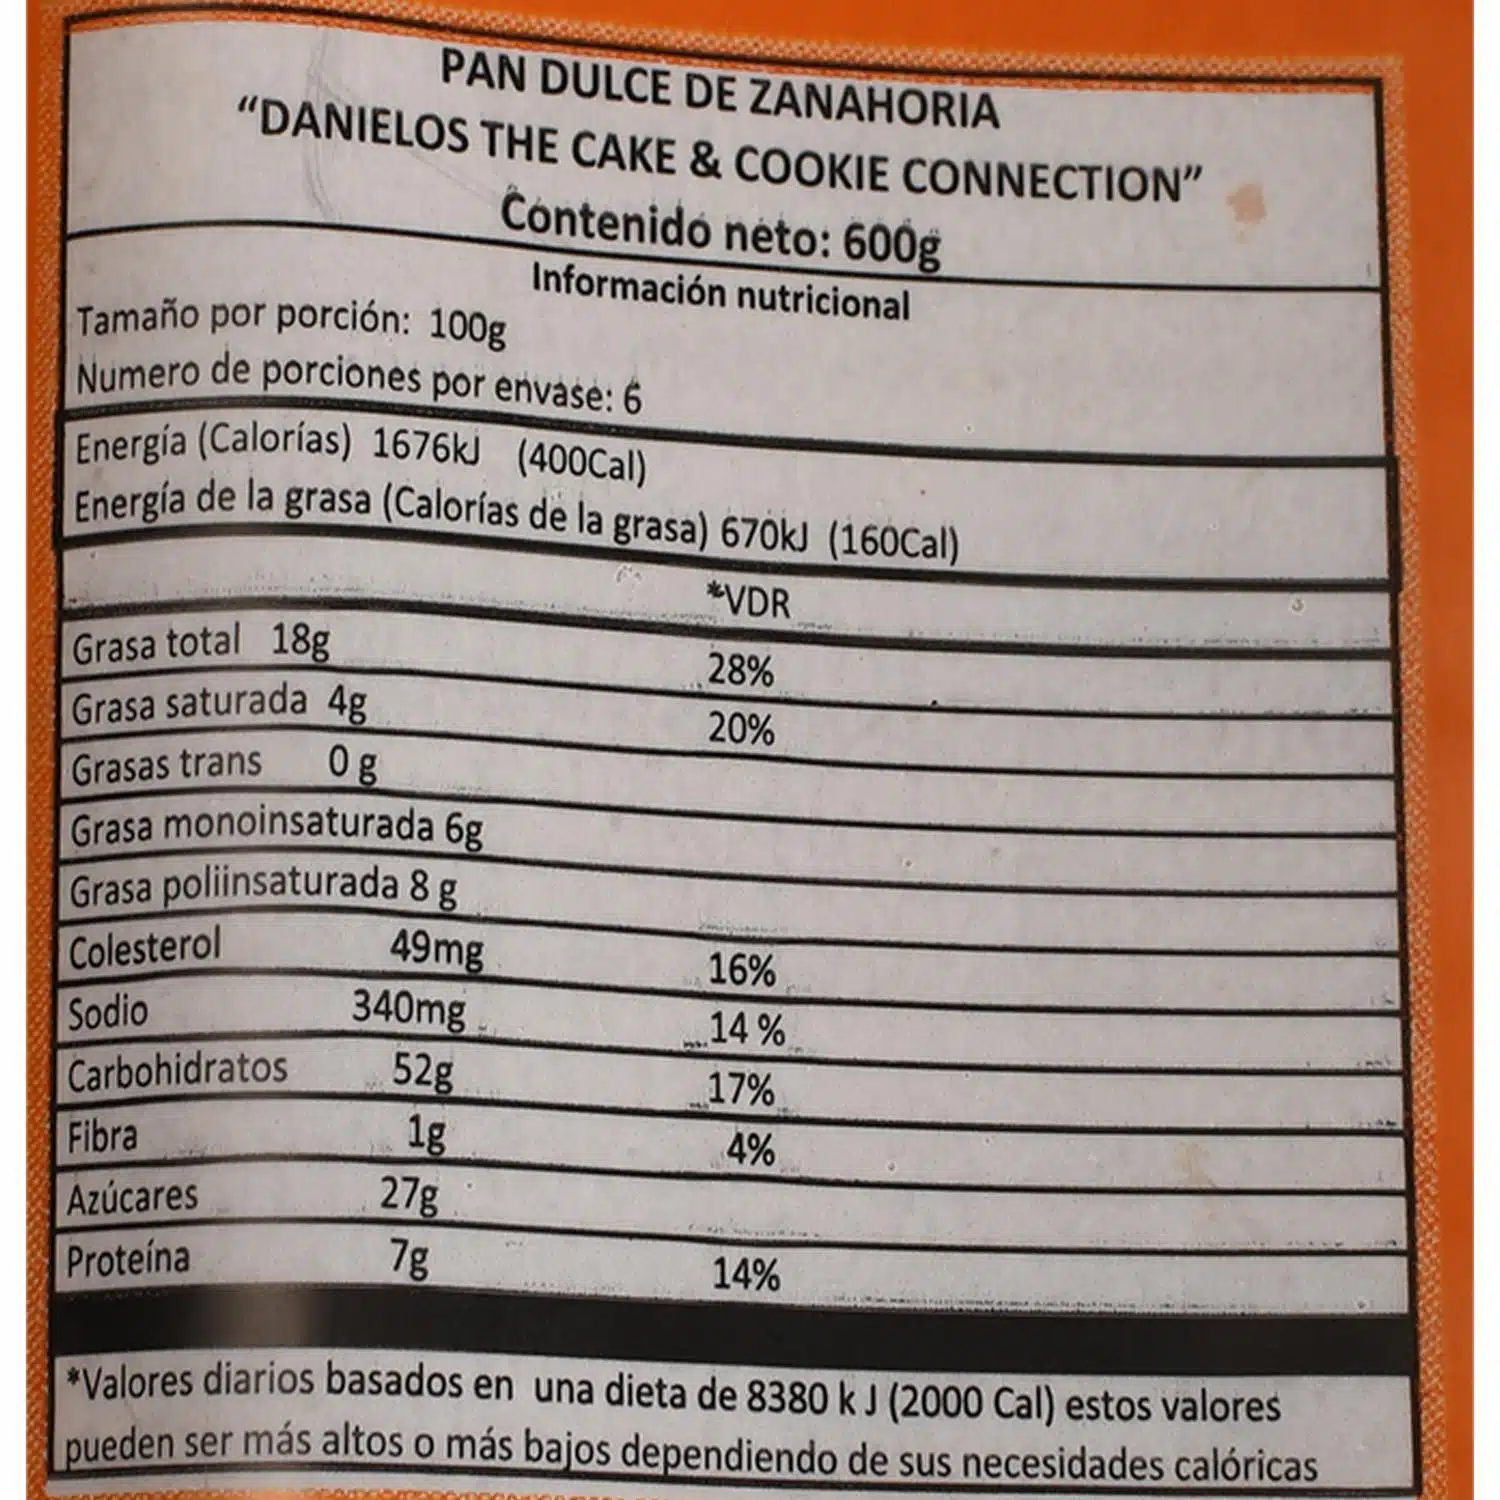 PAN DULCE DE ZANAHORIA
“DANIELOS THE CAKE & COOKIE CONNECTION”
Contenido neto: 600g
Información nutricional
Tamaño por porción: 100g
Numero de porciones por envase: 6
Energía (Calorías) 1676kJ (400Cal)
Energía de la grasa (Calorías de la grasa) 670kJ (160Cal)
*VDR
Grasa total 18g 28%
Grasa saturada 4g 20%
Grasas trans 0 g
Grasa monoinsaturada 6g
Grasa poliinsaturada 8 g
Colesterol 49mg 16%
Sodio 340mg 14 %
Carbohidratos 52g 17%
Fibra 1g 4%
Azúcares 27g
Proteína 7g 14%
*Valores diarios basados en una dieta de 8380 k J (2000 Cal) estos valores
pueden ser más altos o más bajos dependiendo de sus necesidades calóricas